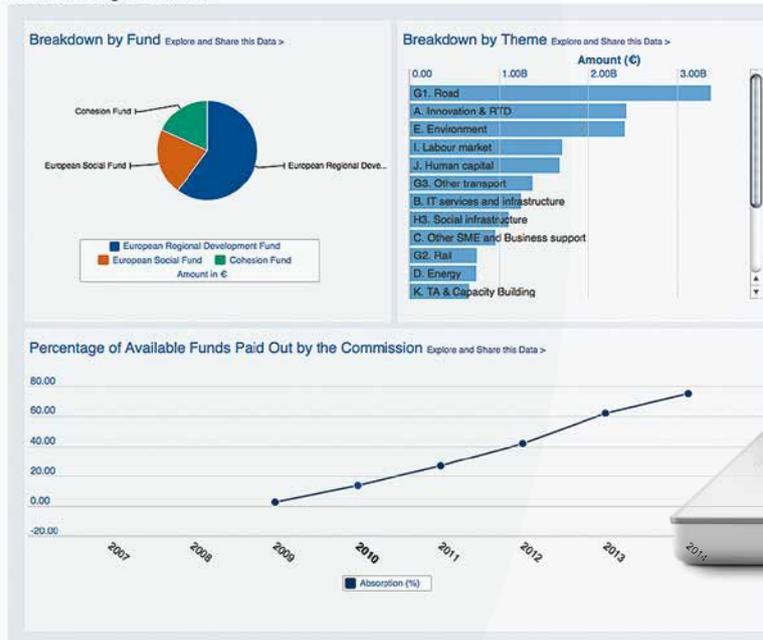 Breakdown by Fund Explore and Share this Data >
Cohesion Fund
European Social Fund
European Regional Deve...
European Regional Development Fund
European Social Fund Cohesion Fund
Amount in €
Breakdown by Theme Explore and Share this Data >
Amount (€)
0.00 1.00B 2.00B 3.00B
G1. Road
A. Innovation & RTD
E. Environment
I. Labour market
J. Human capital
G3. Other transport
B. IT services and infrastructure
H3. Social infrastructure
C. Other SME and Business support
G2. Rail
D. Energy
K. TA & Capacity Building
Percentage of Available Funds Paid Out by the Commission Explore and Share this Data >
80.00
60.00
40.00
20.00
0.00
-20.00
2007 2008 2009 2010 2011 2012 2013 2014
Absorption (%)